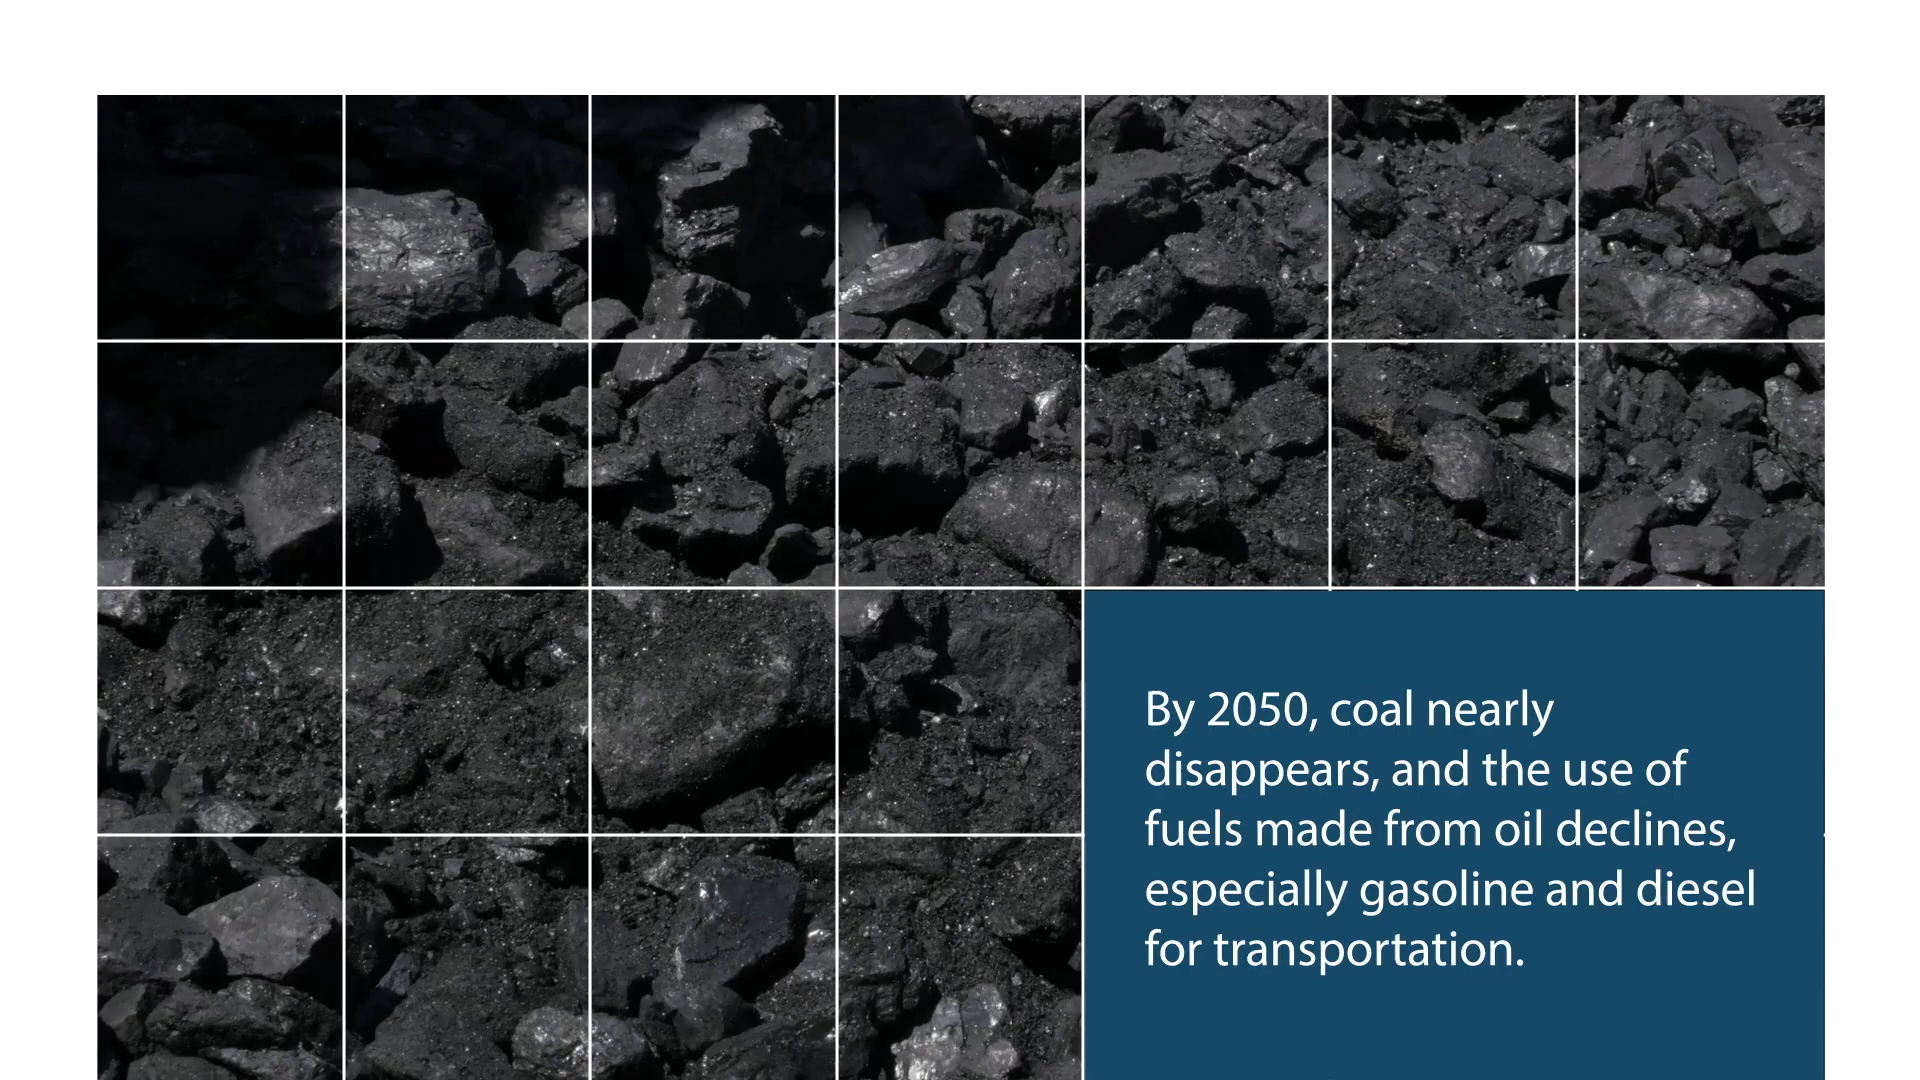 By 2050, coal nearly
disappears, and the use of
fuels made from oil declines,
especially gasoline and diesel
for transportation.